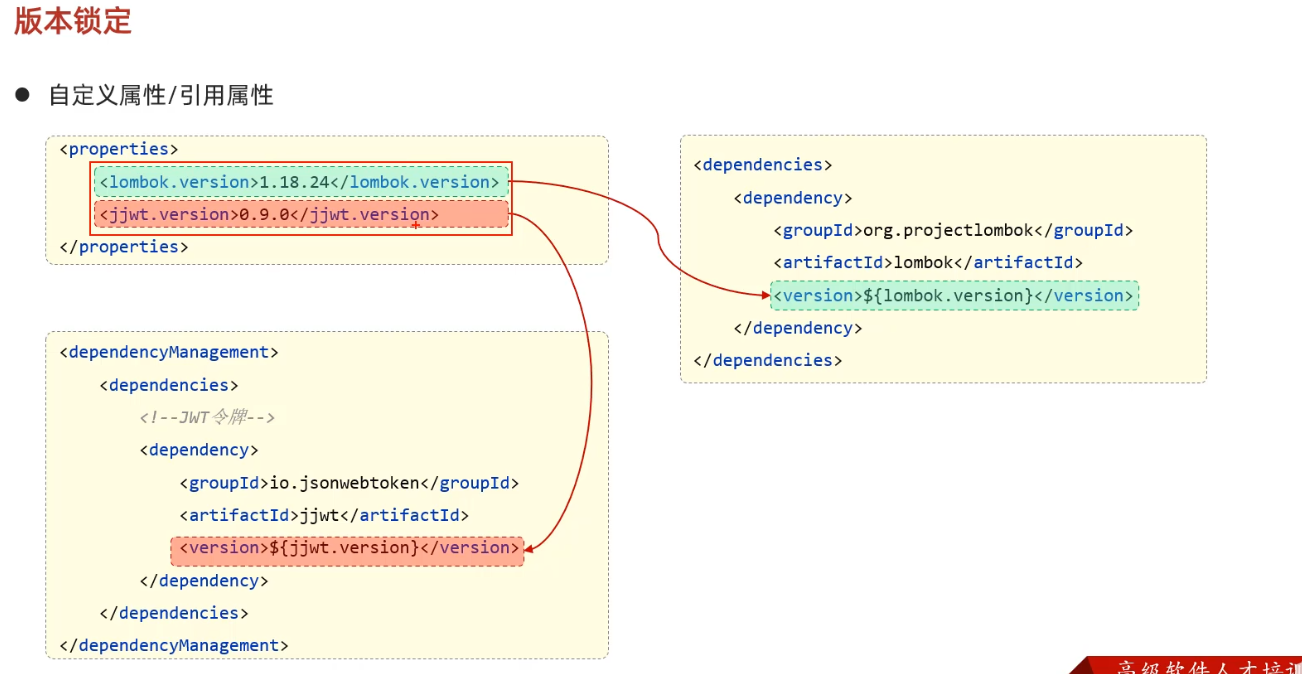 版本锁定
● 自定义属性/引用属性
<properties>
<lombok.version>1.18.24</lombok.version>
<jjwt.version>0.9.0</jjwt.version>
</properties>
<dependencyManagement>
<dependencies>
<!--JWT令牌-->
<dependency>
<groupId>io.jsonwebtoken</groupId>
<artifactId>jjwt</artifactId>
<version>${jjwt.version}</version>
</dependency>
</dependencies>
</dependencyManagement>
<dependencies>
<dependency>
<groupId>org.projectlombok</groupId>
<artifactId>lombok</artifactId>
<version>${lombok.version}</version>
</dependency>
</dependencies>
高级软件人才培训